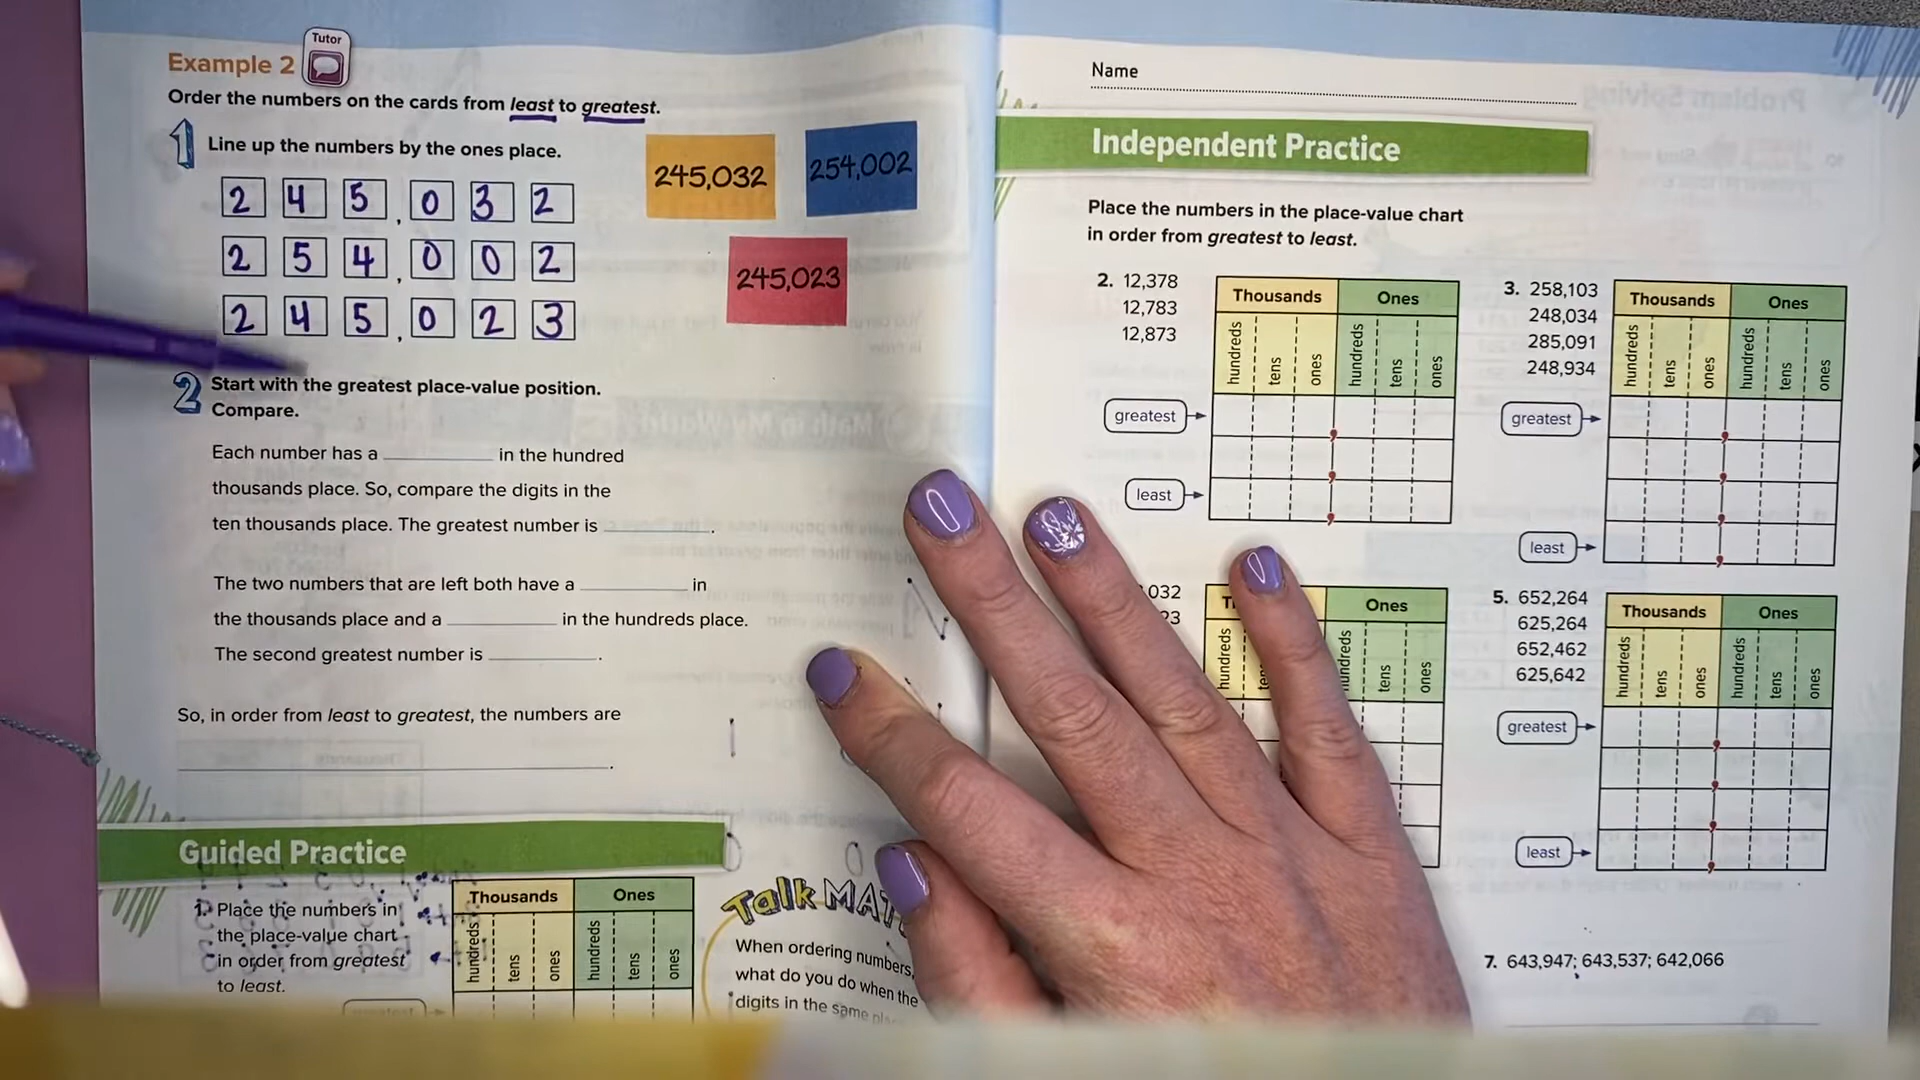 Tutor
Example 2
Order the numbers on the cards from least to greatest.
1 Line up the numbers by the ones place.
2 4 5 , 0 3 2
2 5 4 , 0 0 2
2 4 5 , 0 2 3
245,032
254,002
245,023
2 Start with the greatest place-value position.
Compare.
Each number has a __________ in the hundred
thousands place. So, compare the digits in the
ten thousands place. The greatest number is __________.
The two numbers that are left both have a __________ in
the thousands place and a __________ in the hundreds place.
The second greatest number is __________.
So, in order from least to greatest, the numbers are
__________.
Guided Practice
1. Place the numbers in
the place-value chart
in order from greatest
to least.
Thousands Ones
hundreds tens ones hundreds tens ones
Talk
When ordering numbers,
what do you do when the
digits in the same
Name
Independent Practice
Place the numbers in the place-value chart
in order from greatest to least.
2. 12,378
12,783
12,873
Thousands Ones
hundreds tens ones hundreds tens ones
greatest
least
3. 258,103
248,034
285,091
248,934
Thousands Ones
hundreds tens ones hundreds tens ones
greatest
least
032
Ones
hundreds tens ones
5. 652,264
625,264
652,462
625,642
Thousands Ones
hundreds tens ones hundreds tens ones
greatest
least
7. 643,947; 643,537; 642,066